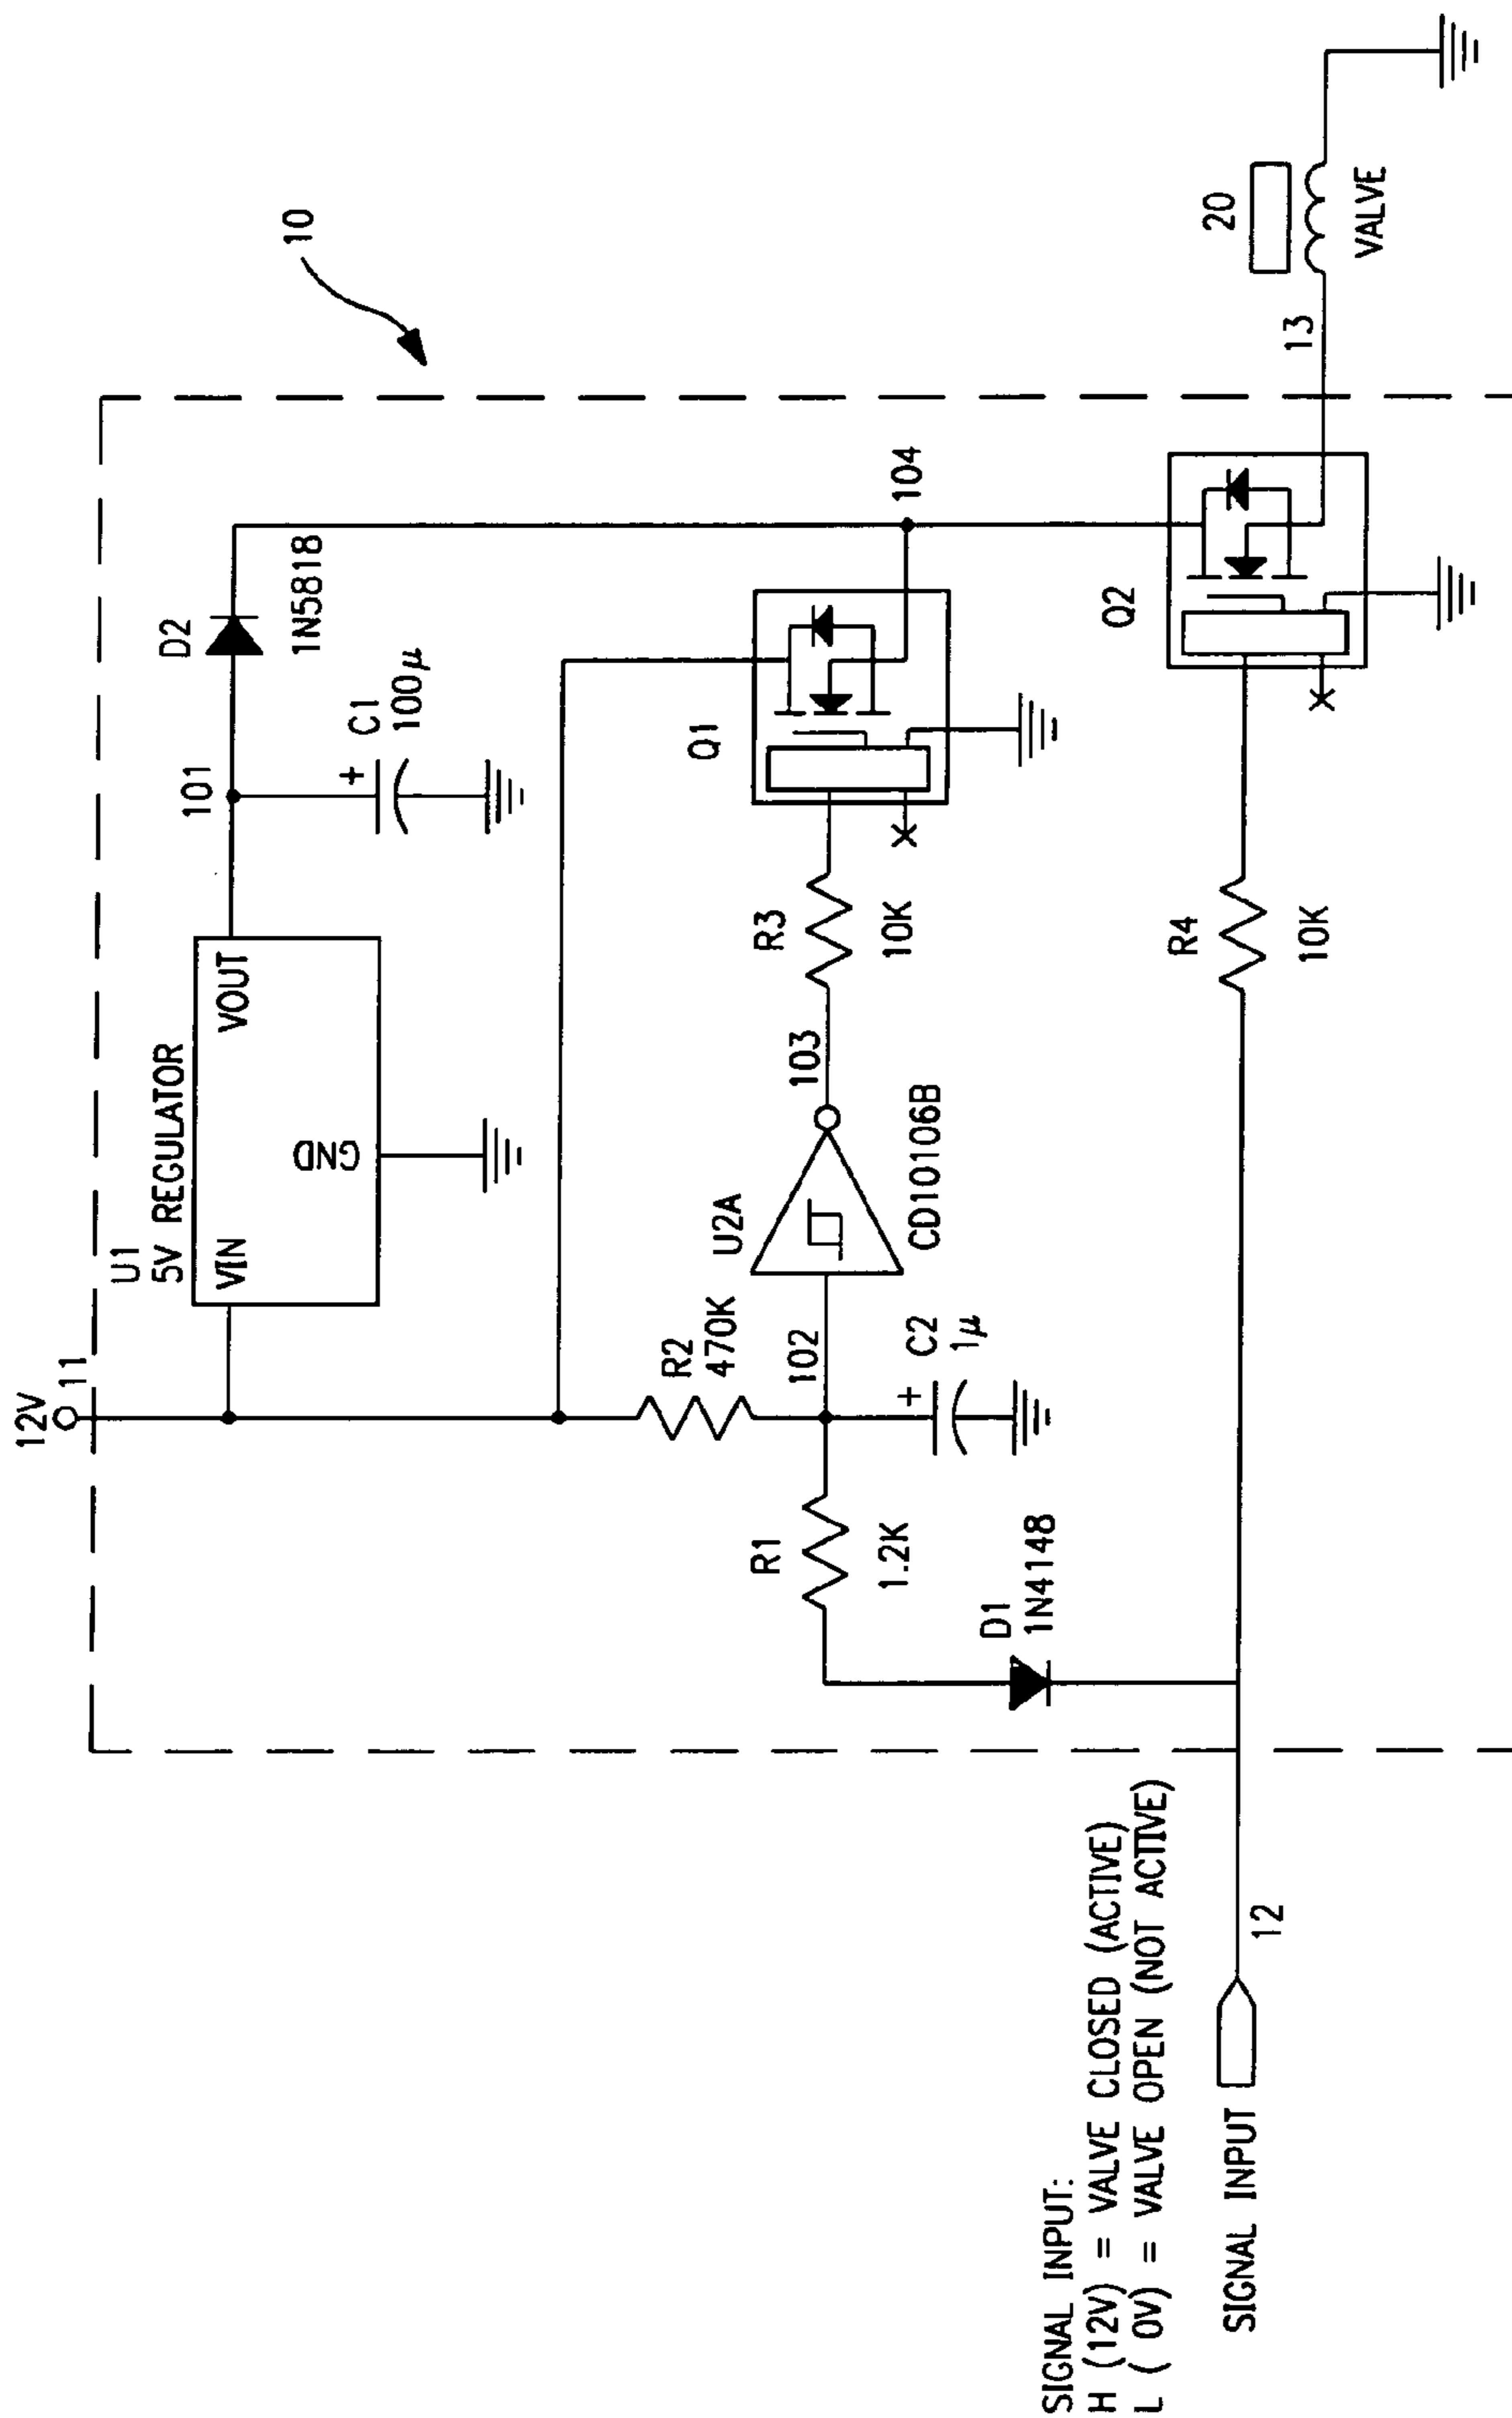 10
12V
11
U1
5V REGULATOR
VIN
VOUT
GND
101
D2
1N5818
C1
100μ
+
R2
470K
102
U2A
CD10106B
103
R3
10K
Q1
104
R1
1.2K
C2
1μ
+
D1
1N4148
R4
10K
Q2
13
20
VALVE
SIGNAL INPUT:
H (12V) = VALVE CLOSED (ACTIVE)
L ( 0V) = VALVE OPEN (NOT ACTIVE)
SIGNAL INPUT
12